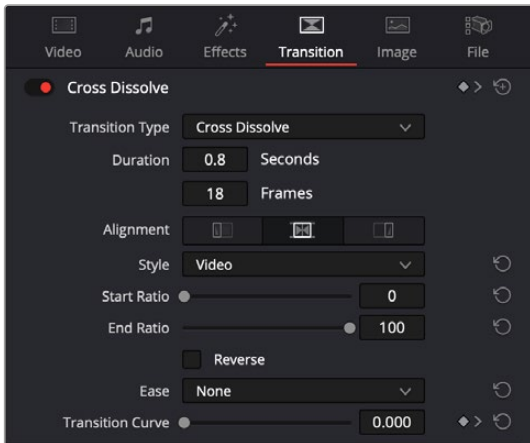 Video Audio Effects Transition Image File
Cross Dissolve
Transition Type Cross Dissolve
Duration 0.8 Seconds
18 Frames
Alignment
Style Video
Start Ratio 0
End Ratio 100
Reverse
Ease None
Transition Curve 0.000